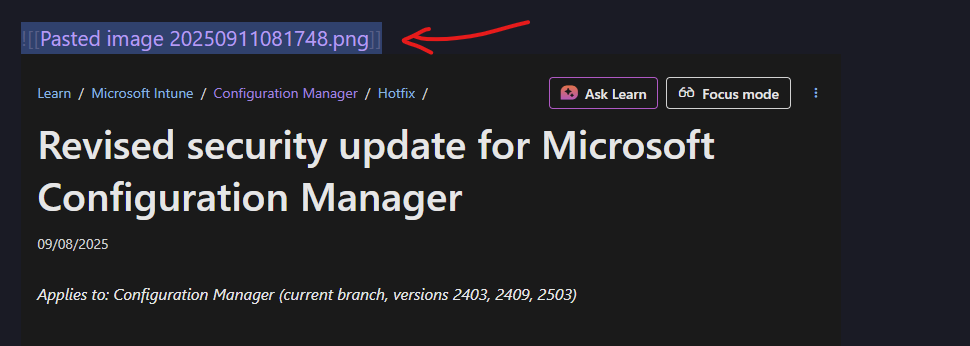 ![[Pasted image 20250911081748.png]]
Learn / Microsoft Intune / Configuration Manager / Hotfix /
Ask Learn
Focus mode
Revised security update for Microsoft
Configuration Manager
09/08/2025
Applies to: Configuration Manager (current branch, versions 2403, 2409, 2503)